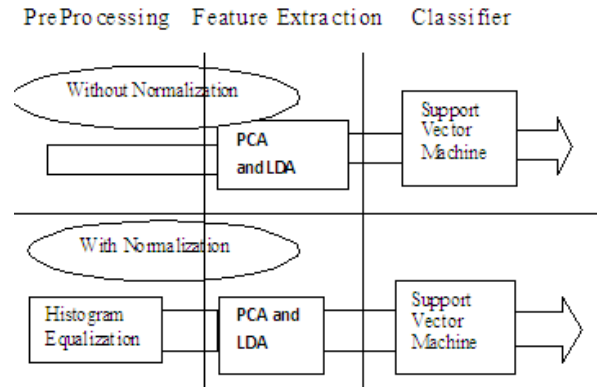 PreProcessing Feature Extraction Classifier
Without Normalization
PCA
and LDA
Support
Vector
Machine
With Normalization
Histogram
Equalization
PCA and
LDA
Support
Vector
Machine